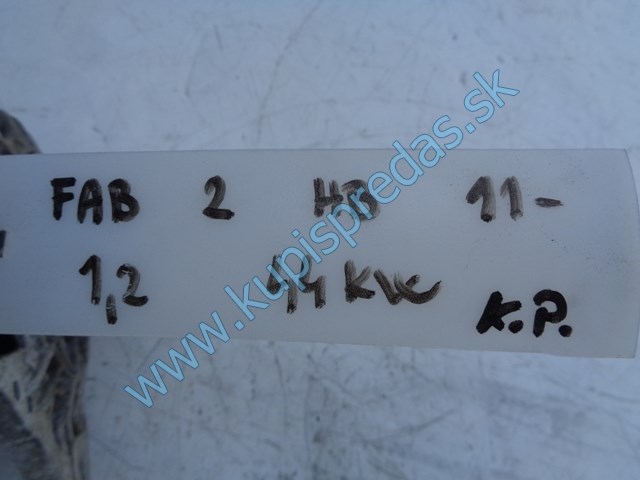 FAB 2 HB 11-
1,2 44 KW
K.P.
www.kupispredas.sk